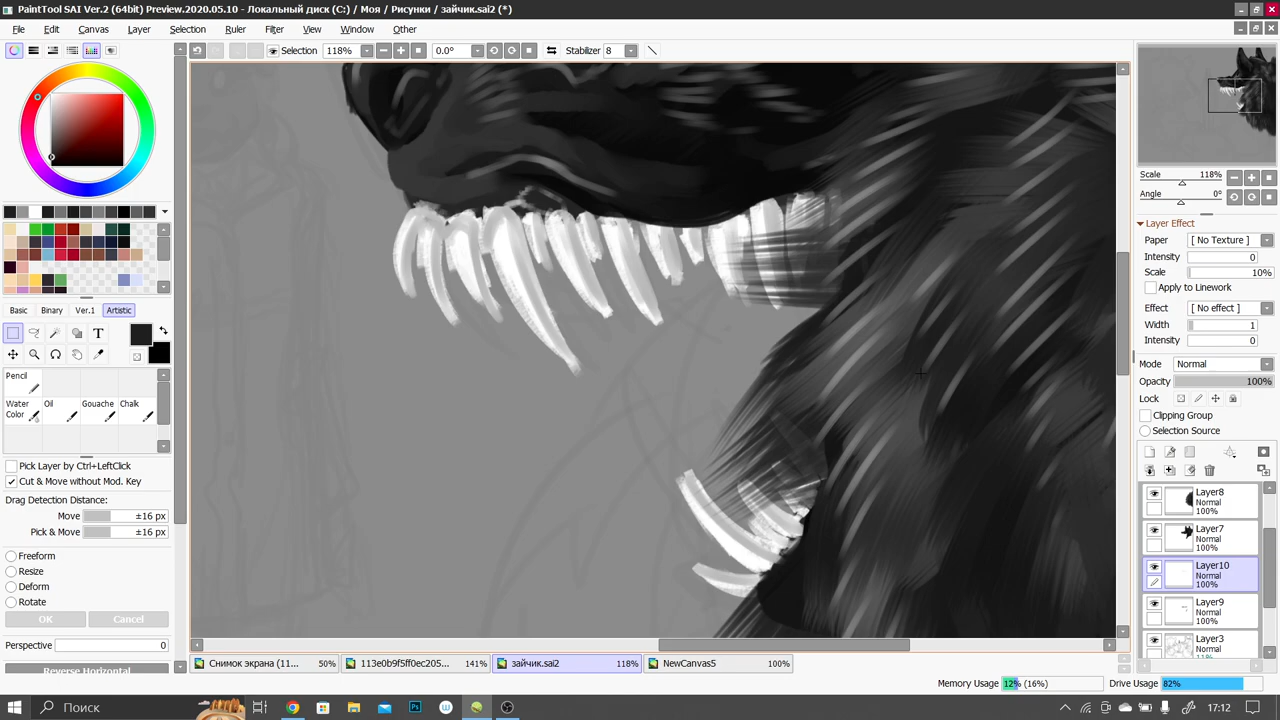 PaintTool SAI Ver.2 (64bit) Preview.2020.05.10 - Локальный диск (C:) / Моя / Рисунки / зайчик.sai2 (*)
File Edit Canvas Layer Selection Ruler Filter View Window Other
Selection 118% 0.0° Stabilizer 8
Scale 118%
Angle 0°
Layer Effect
Paper [ No Texture ]
Intensity 0
Scale 10%
Apply to Linework
Effect [ No effect ]
Width 1
Intensity 0
Mode Normal
Opacity 100%
Lock
Clipping Group
Selection Source
Basic Binary Ver.1 Artistic
T
Pencil
Water Color Oil Gouache Chalk
Pick Layer by Ctrl+LeftClick
Cut & Move without Mod. Key
Drag Detection Distance:
Move ±16 px
Pick & Move ±16 px
Freeform
Resize
Deform
Rotate
OK Cancel
Perspective 0
Reverse Horizontal
Layer8
Normal
100%
Layer7
Normal
100%
Layer10
Normal
100%
Layer9
Normal
100%
Layer3
Normal
11%
Снимок экрана (11... 50% 113e0b9f5ff0ec205... 141% зайчик.sai2 118% NewCanvas5 100%
Memory Usage 12% (16%) Drive Usage 82%
Поиск Ps 17:12